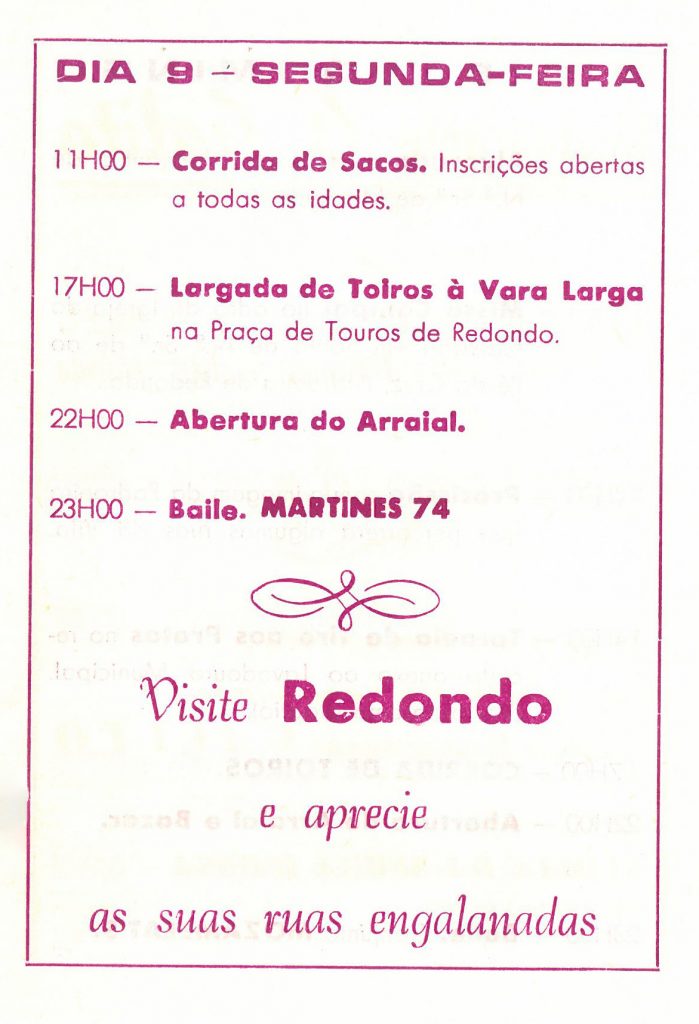 DIA 9 – SEGUNDA-FEIRA
11H00 — Corrida de Sacos. Inscrições abertas
a todas as idades.
17H00 — Largada de Toiros à Vara Larga
na Praça de Touros de Redondo.
22H00 — Abertura do Arraial.
23H00 — Baile. MARTINES 74
Visite Redondo
e aprecie
as suas ruas engalanadas